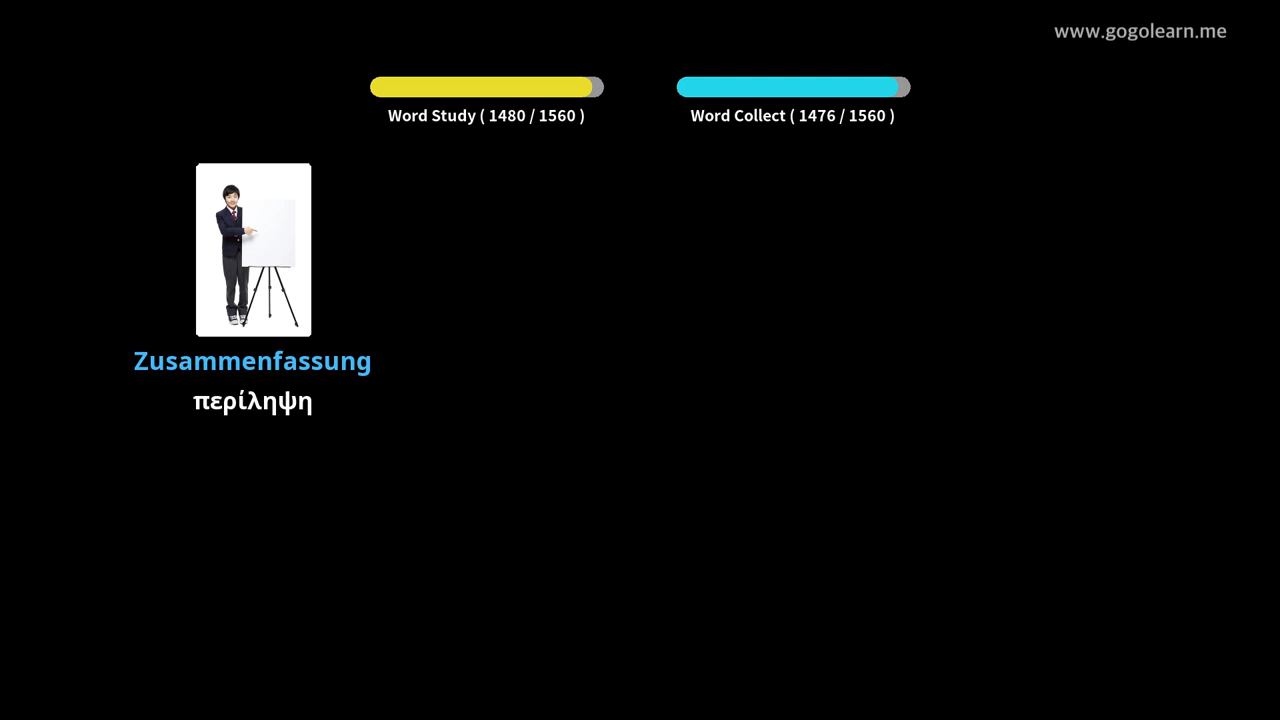 www.gogolearn.me
Word Study ( 1480 / 1560 )
Word Collect ( 1476 / 1560 )
Zusammenfassung
περίληψη